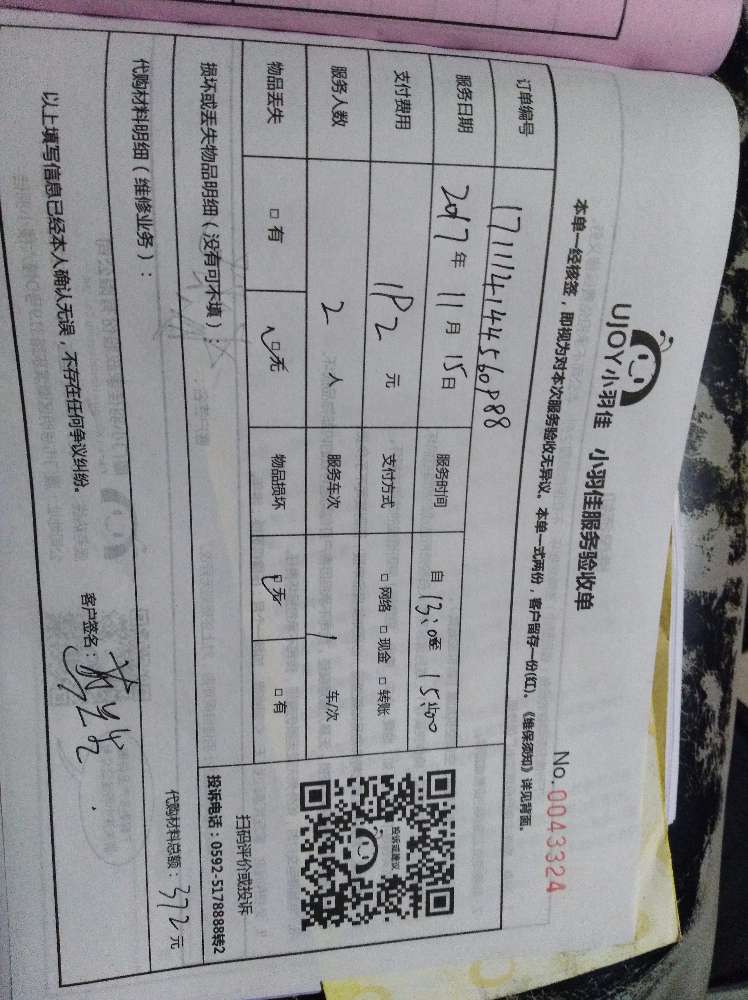 UJOY小羽佳 小羽佳服务验收单
No.0043324
本单一经核签，即视为对本次服务验收无异议。本单一式两份，客户留存一份(红)。《维保须知》详见背面。
订单编号
服务日期 2017年 11月 15日 服务时间 自 13:00至 15:00
支付费用 元 支付方式 □ 网络 □ 现金 □ 转账
服务人数 2 人 服务车次 1 车/次
物品丢失 □ 有 ✓□ 无 物品损坏 ✓□ 无 □ 有
损坏或丢失物品明细（没有可不填）：
扫码评价或投诉
投诉电话：0592-5178888转2
投诉或建议
代购材料明细（维修业务）：
代购材料总额：372元
以上填写信息已经本人确认无误，不存在任何争议纠纷。 客户签名：